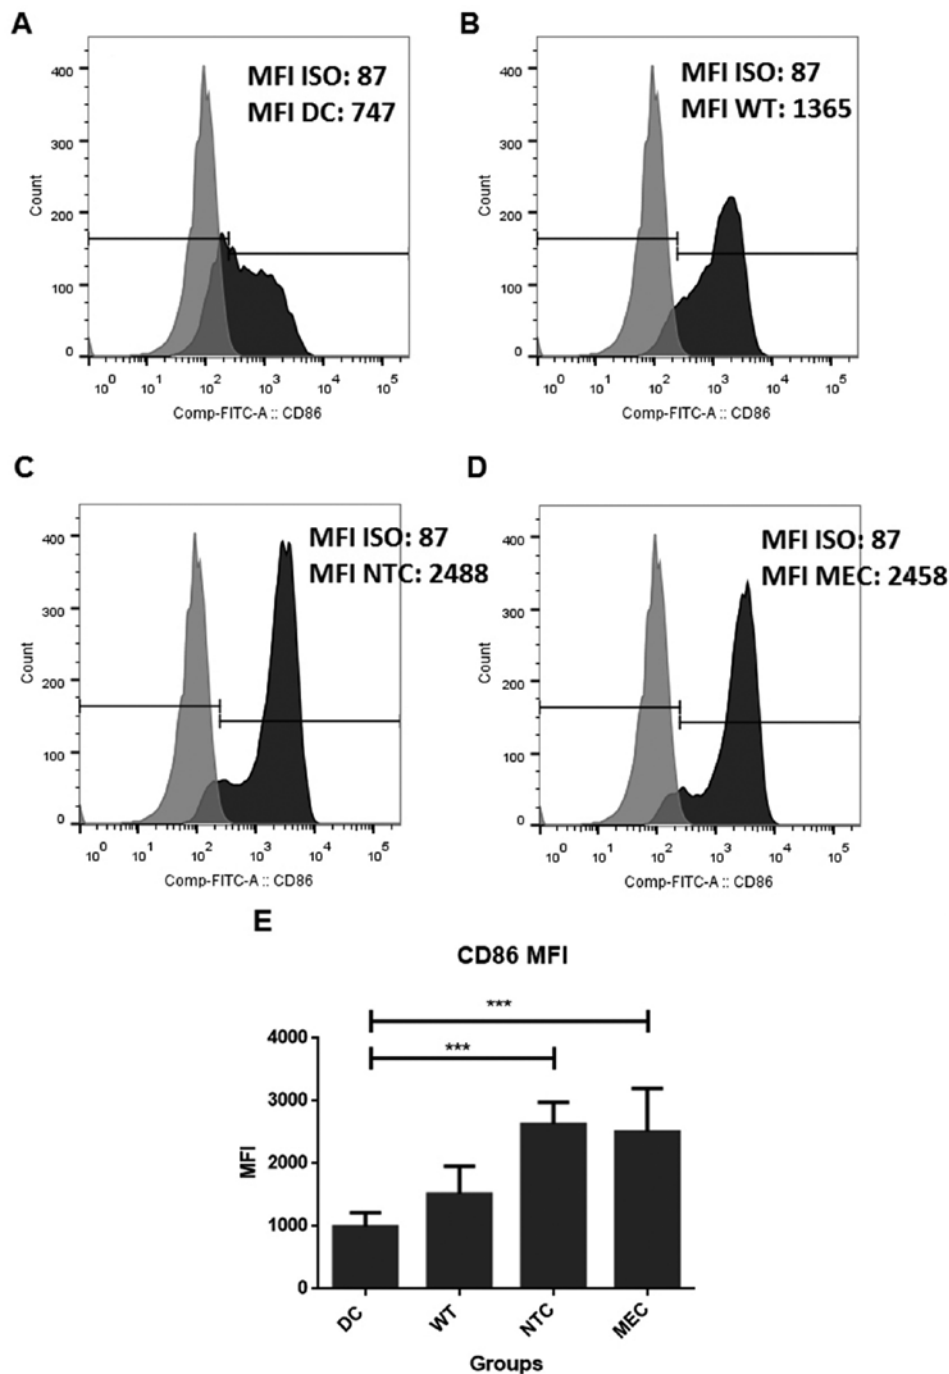 A
MFI ISO: 87
MFI DC: 747
400
300
200
100
0
Count
10^0 10^1 10^2 10^3 10^4 10^5
Comp-FITC-A :: CD86
B
MFI ISO: 87
MFI WT: 1365
400
300
200
100
0
Count
10^0 10^1 10^2 10^3 10^4 10^5
Comp-FITC-A :: CD86
C
MFI ISO: 87
MFI NTC: 2488
400
300
200
100
0
Count
10^0 10^1 10^2 10^3 10^4 10^5
Comp-FITC-A :: CD86
D
MFI ISO: 87
MFI MEC: 2458
400
300
200
100
0
Count
10^0 10^1 10^2 10^3 10^4 10^5
Comp-FITC-A :: CD86
E
CD86 MFI
***
***
4000
3000
2000
1000
0
MFI
DC WT NTC MEC
Groups